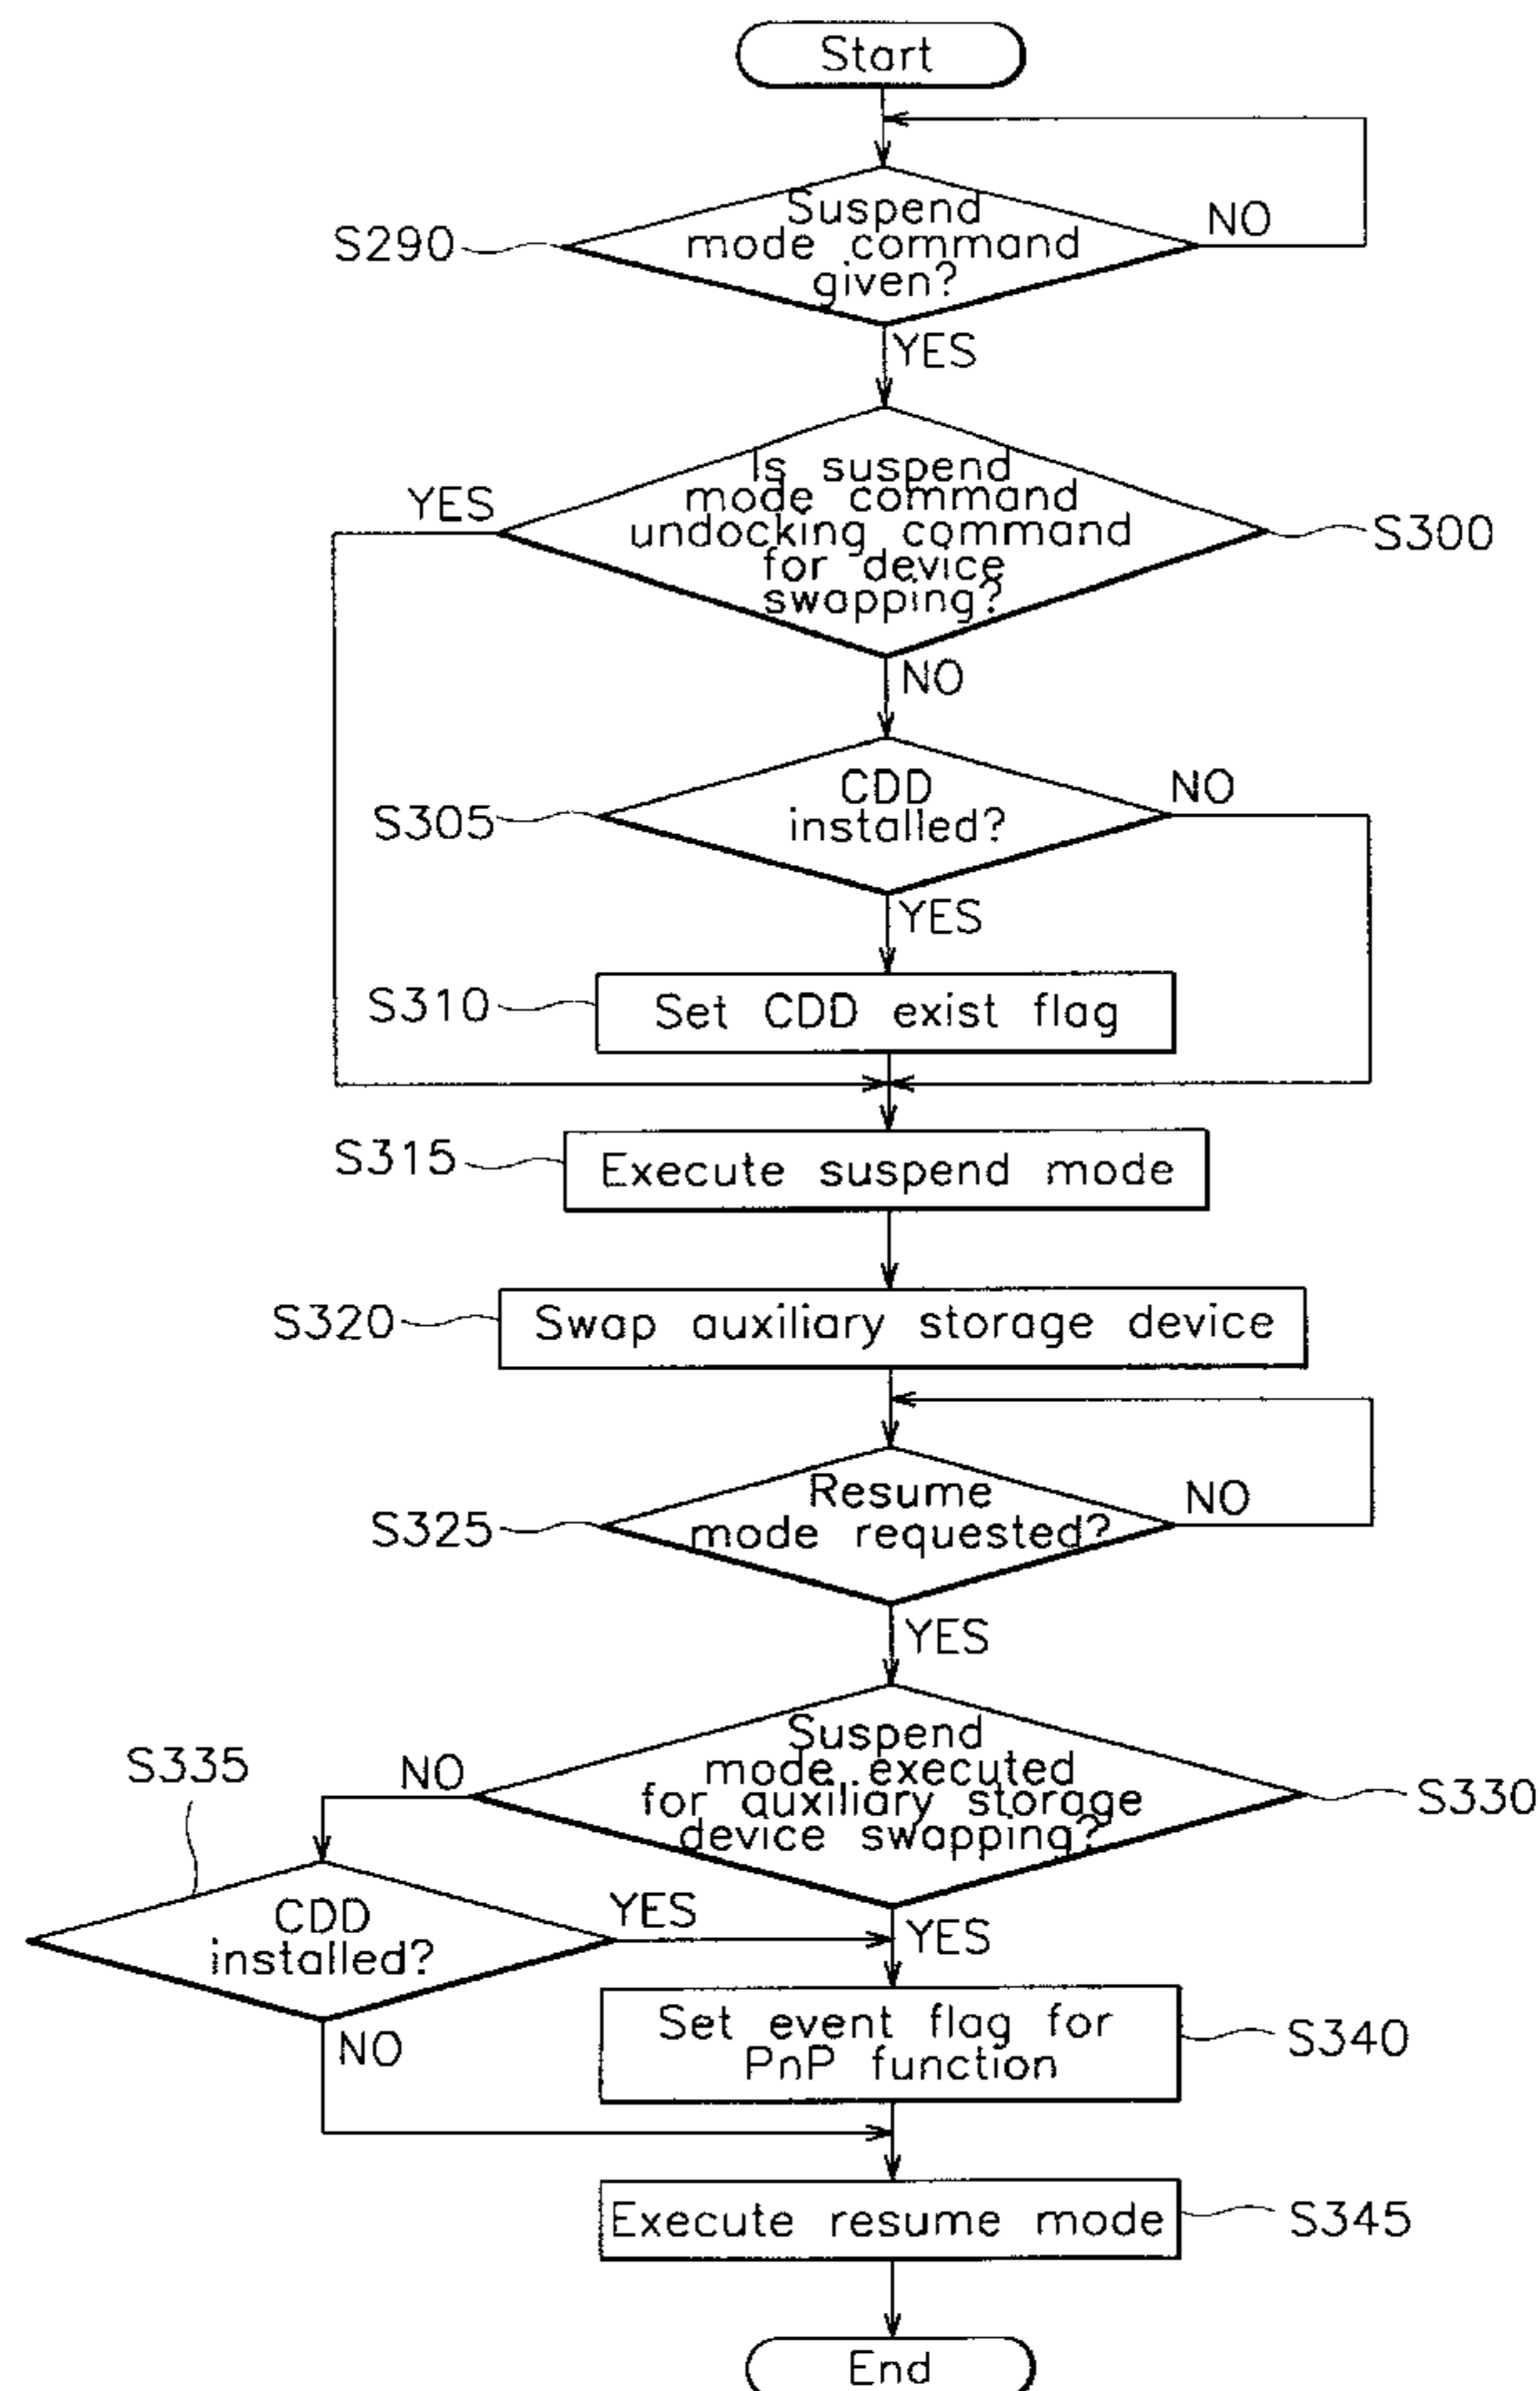 Start
Suspend
mode command
given?
S290
NO
YES
Is suspend
mode command
undocking command
for device
swapping?
YES
S300
NO
CDD
installed?
S305
NO
YES
S310
Set CDD exist flag
S315
Execute suspend mode
S320
Swap auxiliary storage device
Resume
mode requested?
S325
NO
YES
Suspend
mode executed
for auxiliary storage
device swapping?
S335
NO
S330
CDD
installed?
YES
YES
NO
Set event flag for
PnP function
S340
Execute resume mode
S345
End